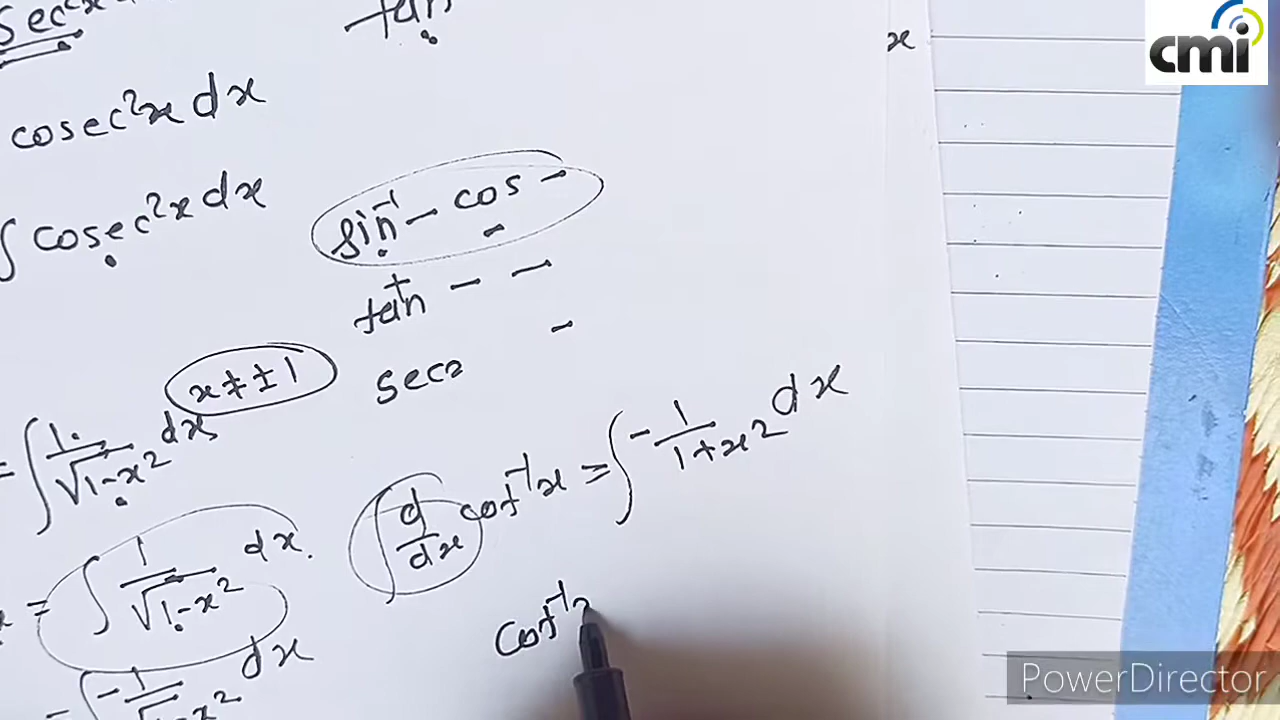 sec²x
tan
x
cmi
cosec²x dx
∫ cosec²x dx
sin⁻¹ - cos -
tan⁺ - -
sec
x ≠ ±1
= ∫ 1/√1-x² dx
∫ d/dx cot⁻¹x = ∫ - 1/1+x² dx
= ∫ 1/√1-x² dx.
cot⁻¹
= ∫ - 1/√1-x² dx
PowerDirector